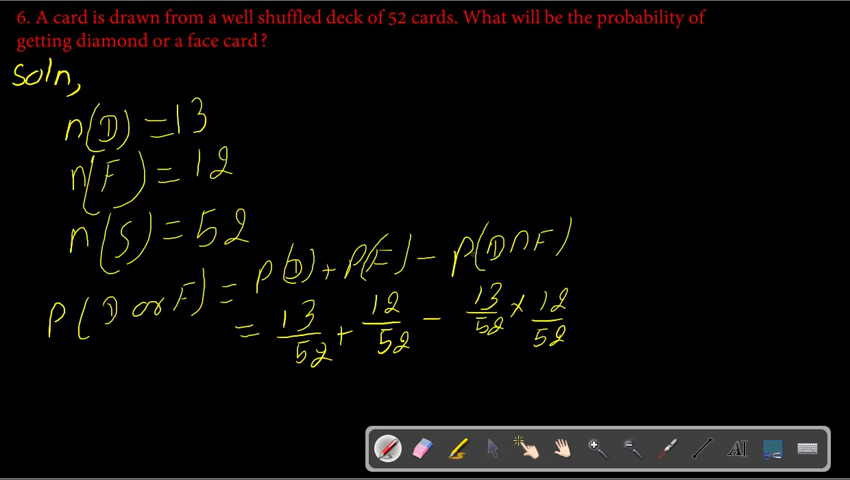 6. A card is drawn from a well shuffled deck of 52 cards. What will be the probability of
getting diamond or a face card?
Soln,
n(D) = 13
n(F) = 12
n(S) = 52
P(D or F) = P(D) + P(F) - P(D∩F)
= 13/52 + 12/52 - 13/52 × 12/52
AI